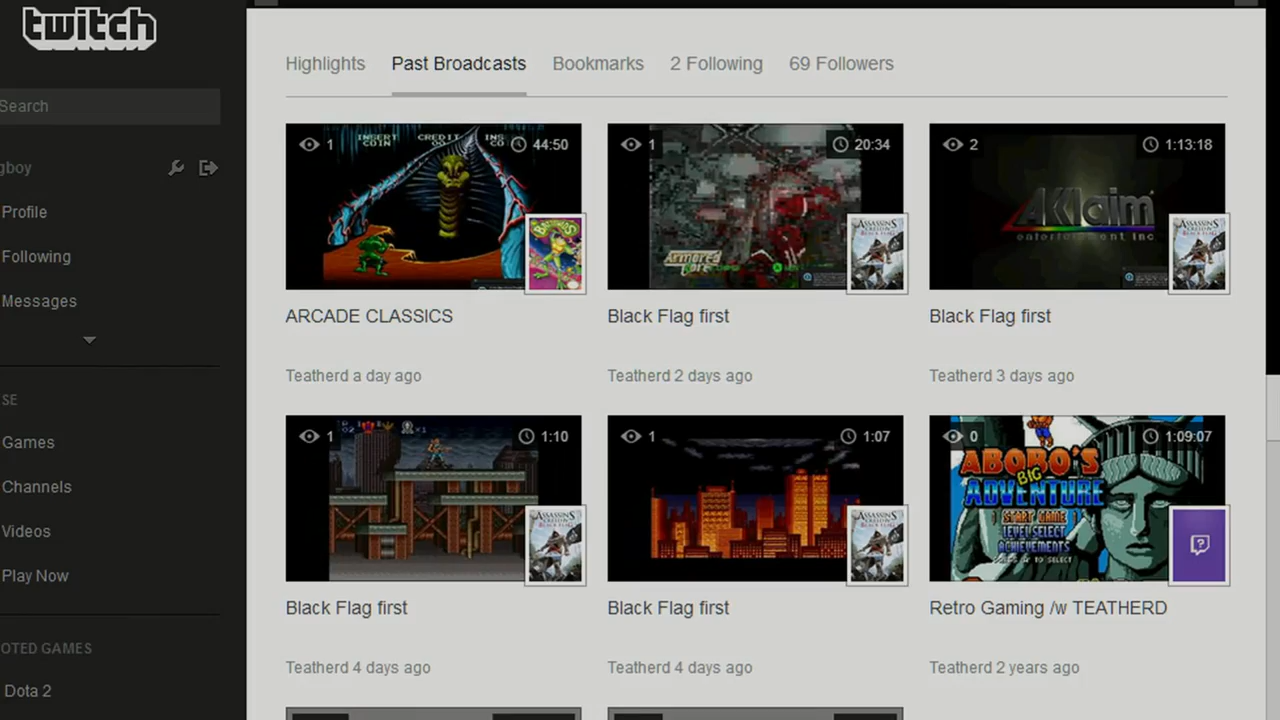 twitch
Search
gboy
Profile
Following
Messages
SE
Games
Channels
Videos
Play Now
OTED GAMES
Dota 2
Highlights
Past Broadcasts
Bookmarks
2 Following
69 Followers
INSERT COIN
CREDIT
INS
CO
1
44:50
ARCADE CLASSICS
Teatherd a day ago
1
20:34
Armored
Core
Black Flag first
Teatherd 2 days ago
2
1:13:18
AKlaim
entertainment inc.
Black Flag first
Teatherd 3 days ago
1
1:10
Black Flag first
Teatherd 4 days ago
1
1:07
Black Flag first
Teatherd 4 days ago
0
1:09:07
ABOBO'S
BIG
ADVENTURE
START GAME
LEVEL SELECT
ACHIEVEMENTS
Retro Gaming /w TEATHERD
Teatherd 2 years ago